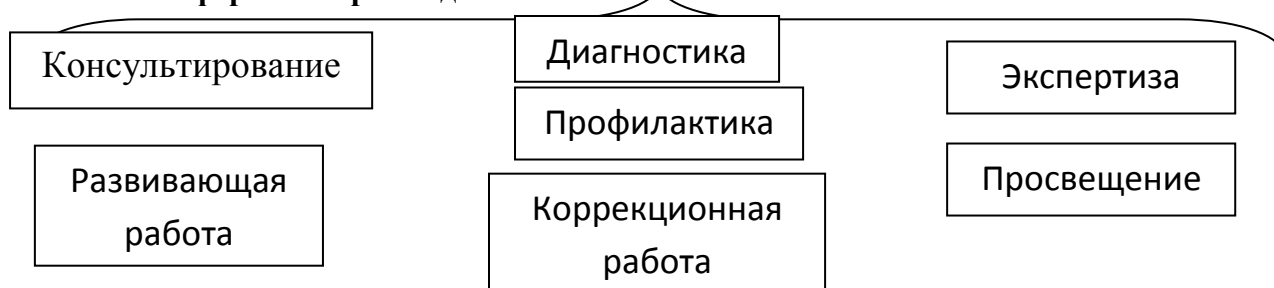 Консультирование
Диагностика
Экспертиза
Профилактика
Развивающая
работа
Просвещение
Коррекционная
работа